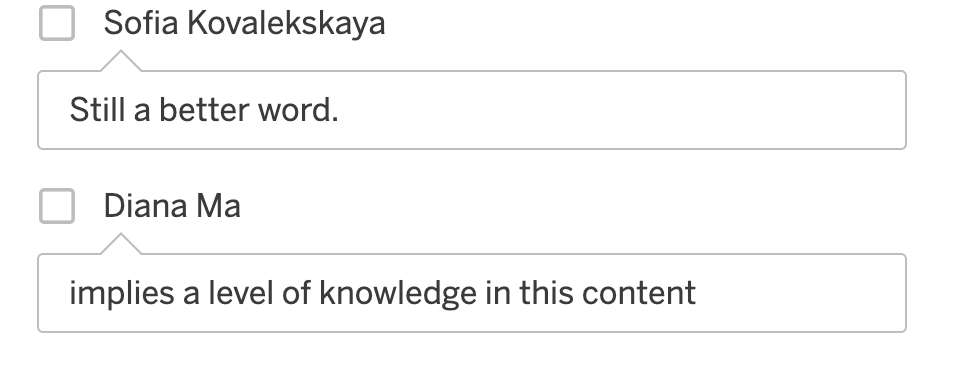 Sofia Kovalekskaya
Still a better word.
Diana Ma
implies a level of knowledge in this content